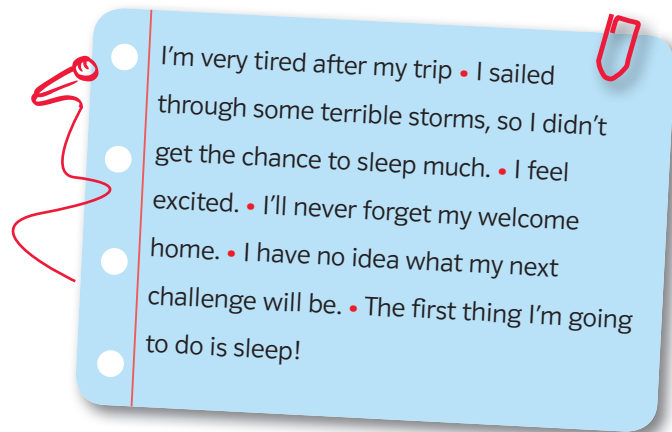 I'm very tired after my trip • I sailed
through some terrible storms, so I didn't
get the chance to sleep much. • I feel
excited. • I'll never forget my welcome
home. • I have no idea what my next
challenge will be. • The first thing I'm going
to do is sleep!